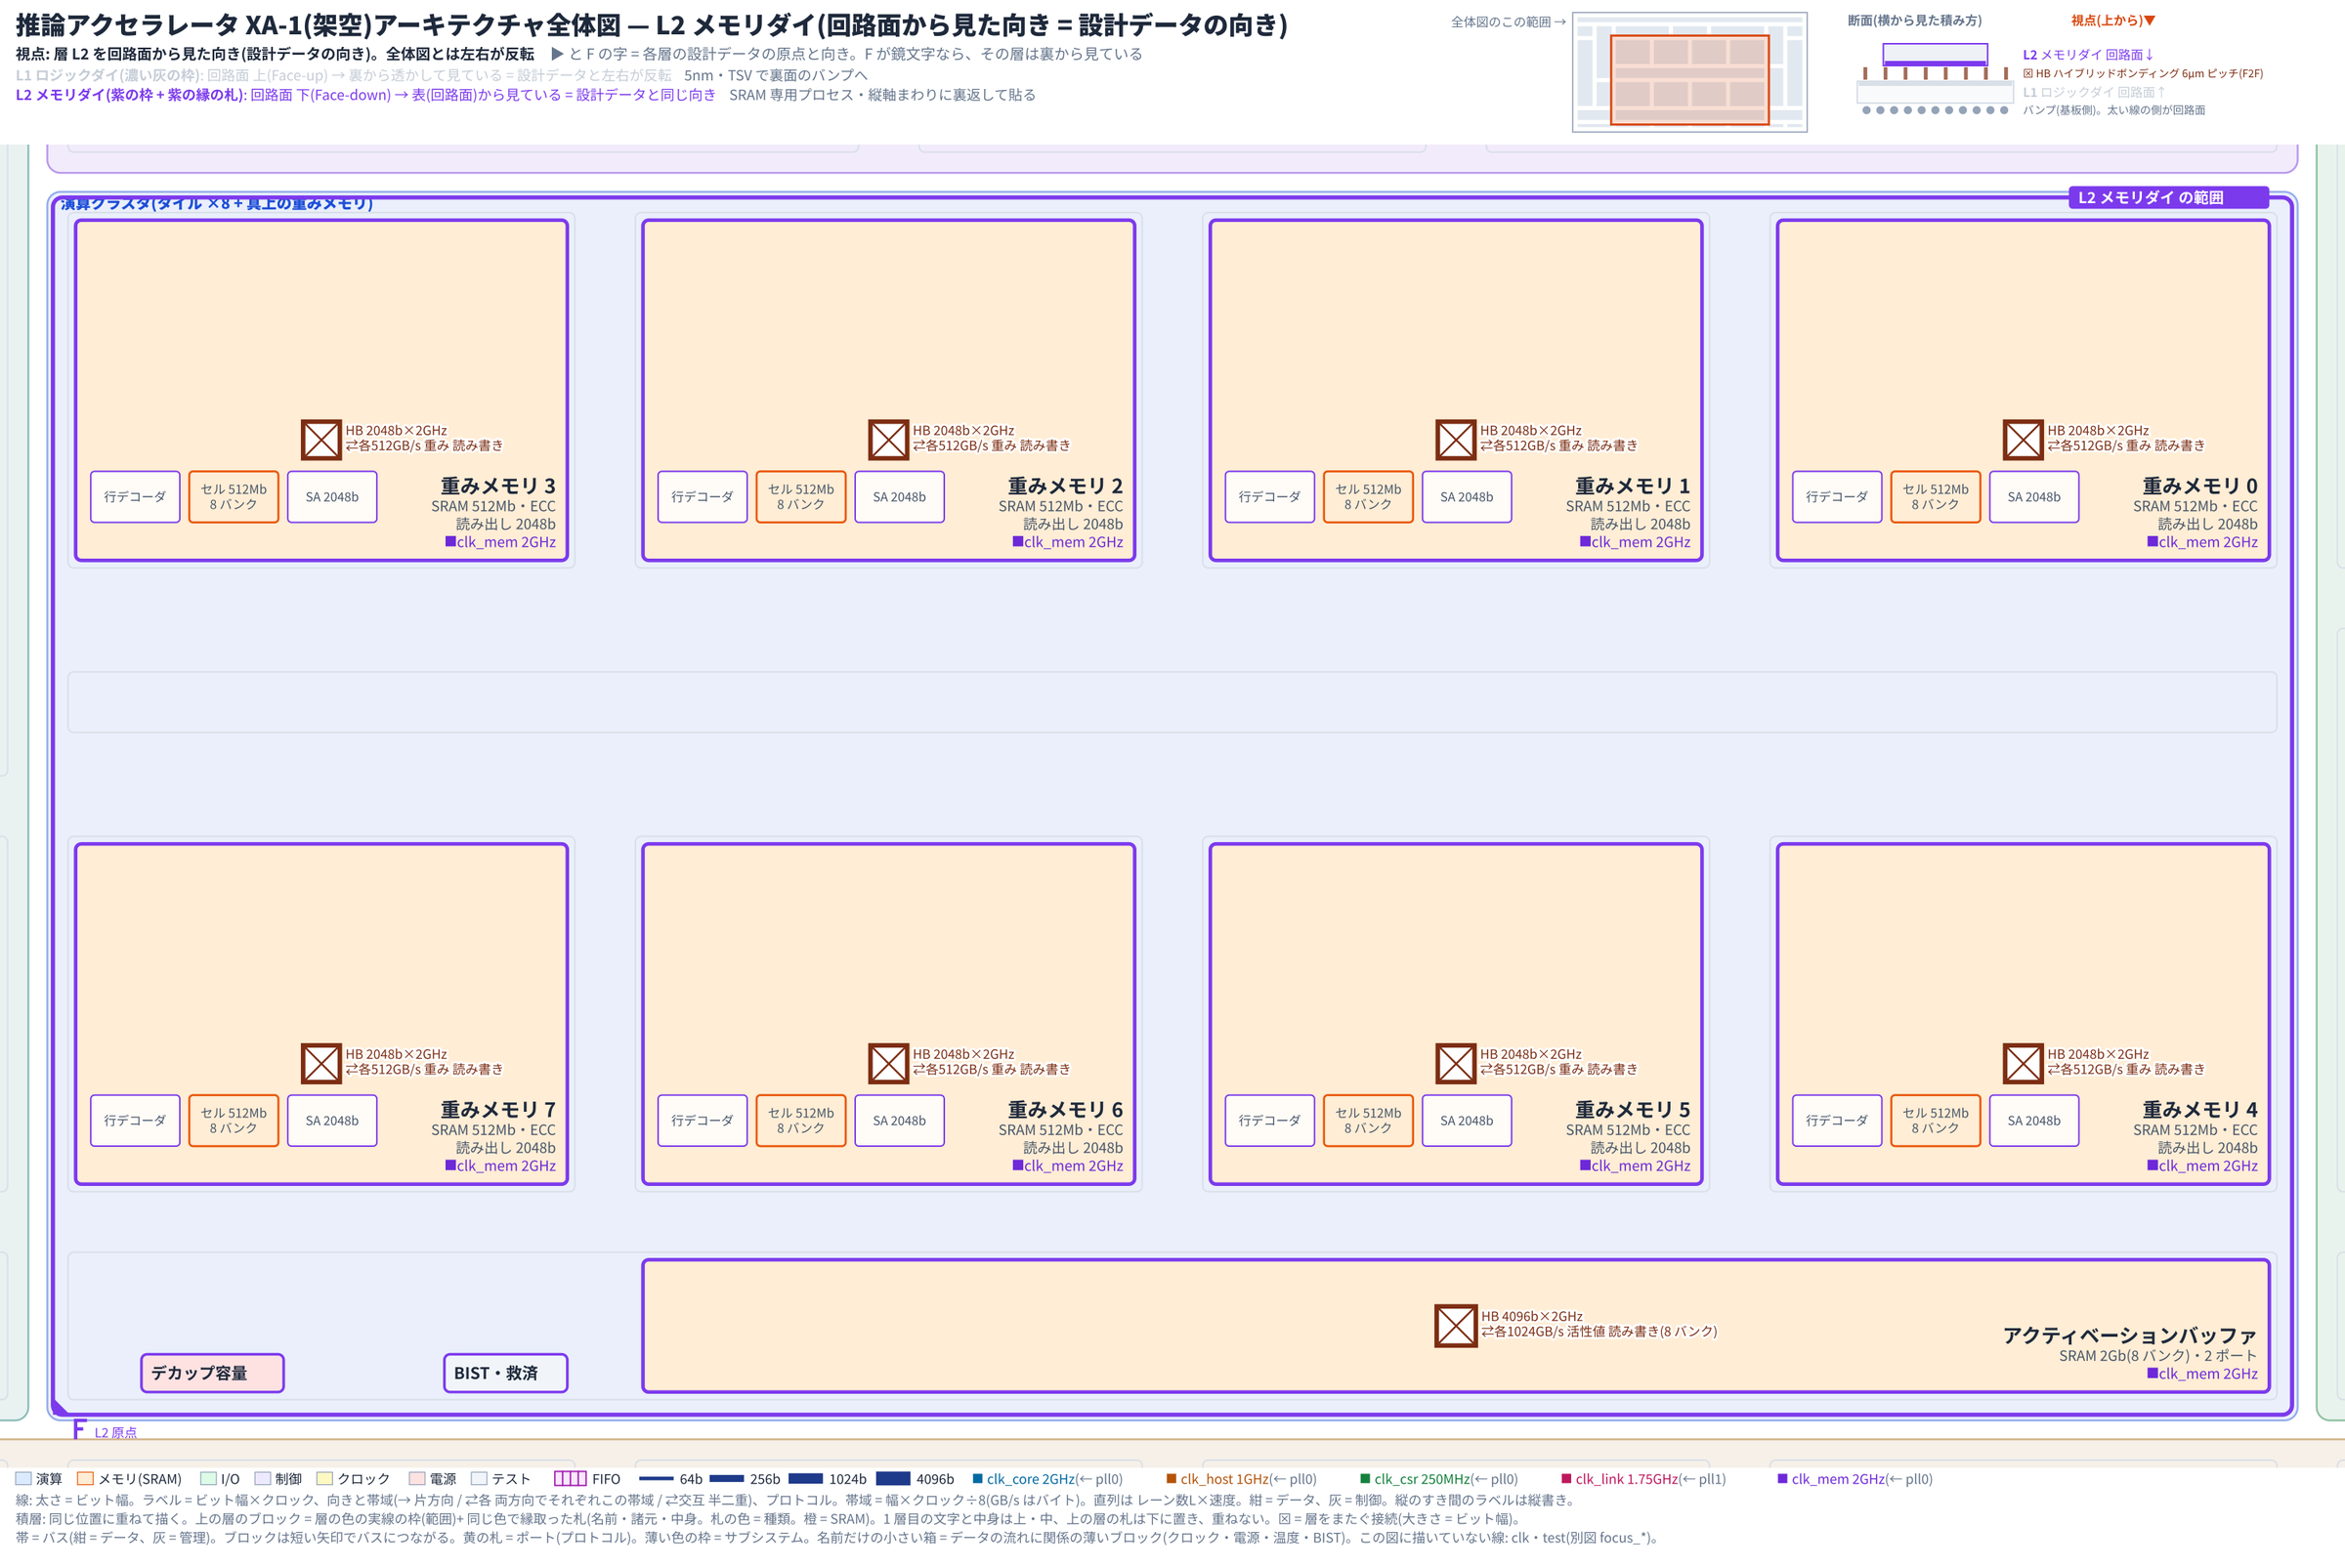 推論アクセラレータ XA-1(架空)アーキテクチャ全体図 — L2 メモリダイ(回路面から見た向き = 設計データの向き)
視点: 層 L2 を回路面から見た向き(設計データの向き)。全体図とは左右が反転 ▶ と F の字 = 各層の設計データの原点と向き。F が鏡文字なら、その層は裏から見ている
L1 ロジックダイ(濃い灰の枠): 回路面 上(Face-up) → 裏から透かして見ている = 設計データと左右が反転 5nm・TSV で裏面のバンプへ
L2 メモリダイ(紫の枠 + 紫の縁の札): 回路面 下(Face-down) → 表(回路面)から見ている = 設計データと同じ向き SRAM 専用プロセス・縦軸まわりに裏返して貼る
全体図のこの範囲 →
断面(横から見た積み方)
視点(上から)▼
L2 メモリダイ 回路面↓
☒ HB ハイブリッドボンディング 6µm ピッチ(F2F)
L1 ロジックダイ 回路面↑
バンプ(基板側)。太い線の側が回路面
演算クラスタ(タイル ×8 + 真上の重みメモリ)
L2 メモリダイ の範囲
HB 2048b×2GHz
⇄各512GB/s 重み 読み書き
行デコーダ
セル 512Mb
8 バンク
SA 2048b
重みメモリ 3
SRAM 512Mb・ECC
読み出し 2048b
■clk_mem 2GHz
HB 2048b×2GHz
⇄各512GB/s 重み 読み書き
行デコーダ
セル 512Mb
8 バンク
SA 2048b
重みメモリ 2
SRAM 512Mb・ECC
読み出し 2048b
■clk_mem 2GHz
HB 2048b×2GHz
⇄各512GB/s 重み 読み書き
行デコーダ
セル 512Mb
8 バンク
SA 2048b
重みメモリ 1
SRAM 512Mb・ECC
読み出し 2048b
■clk_mem 2GHz
HB 2048b×2GHz
⇄各512GB/s 重み 読み書き
行デコーダ
セル 512Mb
8 バンク
SA 2048b
重みメモリ 0
SRAM 512Mb・ECC
読み出し 2048b
■clk_mem 2GHz
HB 2048b×2GHz
⇄各512GB/s 重み 読み書き
行デコーダ
セル 512Mb
8 バンク
SA 2048b
重みメモリ 7
SRAM 512Mb・ECC
読み出し 2048b
■clk_mem 2GHz
HB 2048b×2GHz
⇄各512GB/s 重み 読み書き
行デコーダ
セル 512Mb
8 バンク
SA 2048b
重みメモリ 6
SRAM 512Mb・ECC
読み出し 2048b
■clk_mem 2GHz
HB 2048b×2GHz
⇄各512GB/s 重み 読み書き
行デコーダ
セル 512Mb
8 バンク
SA 2048b
重みメモリ 5
SRAM 512Mb・ECC
読み出し 2048b
■clk_mem 2GHz
HB 2048b×2GHz
⇄各512GB/s 重み 読み書き
行デコーダ
セル 512Mb
8 バンク
SA 2048b
重みメモリ 4
SRAM 512Mb・ECC
読み出し 2048b
■clk_mem 2GHz
デカップ容量
BIST・救済
HB 4096b×2GHz
⇄各1024GB/s 活性値 読み書き(8 バンク)
アクティベーションバッファ
SRAM 2Gb(8 バンク)・2 ポート
■clk_mem 2GHz
F L2 原点
演算 メモリ(SRAM) I/O 制御 クロック 電源 テスト FIFO 64b 256b 1024b 4096b ■clk_core 2GHz(← pll0) ■clk_host 1GHz(← pll0) ■clk_csr 250MHz(← pll0) ■clk_link 1.75GHz(← pll1) ■clk_mem 2GHz(← pll0)
線: 太さ = ビット幅。ラベル = ビット幅×クロック、向きと帯域(→ 片方向 / ⇄各 両方向でそれぞれこの帯域 / ⇄交互 半二重)、プロトコル。帯域 = 幅×クロック÷8(GB/s はバイト)。直列は レーン数L×速度。紺 = データ、灰 = 制御。縦のすき間のラベルは縦書き。
積層: 同じ位置に重ねて描く。上の層のブロック = 層の色の実線の枠(範囲)+ 同じ色で縁取った札(名前・諸元・中身。札の色 = 種類。橙 = SRAM)。1 層目の文字と中身は上・中、上の層の札は下に置き、重ねない。☒ = 層をまたぐ接続(大きさ = ビット幅)。
帯 = バス(紺 = データ、灰 = 管理)。ブロックは短い矢印でバスにつながる。黄の札 = ポート(プロトコル)。薄い色の枠 = サブシステム。名前だけの小さい箱 = データの流れに関係の薄いブロック(クロック・電源・温度・BIST)。この図に描いていない線: clk・test(別図 focus_*)。